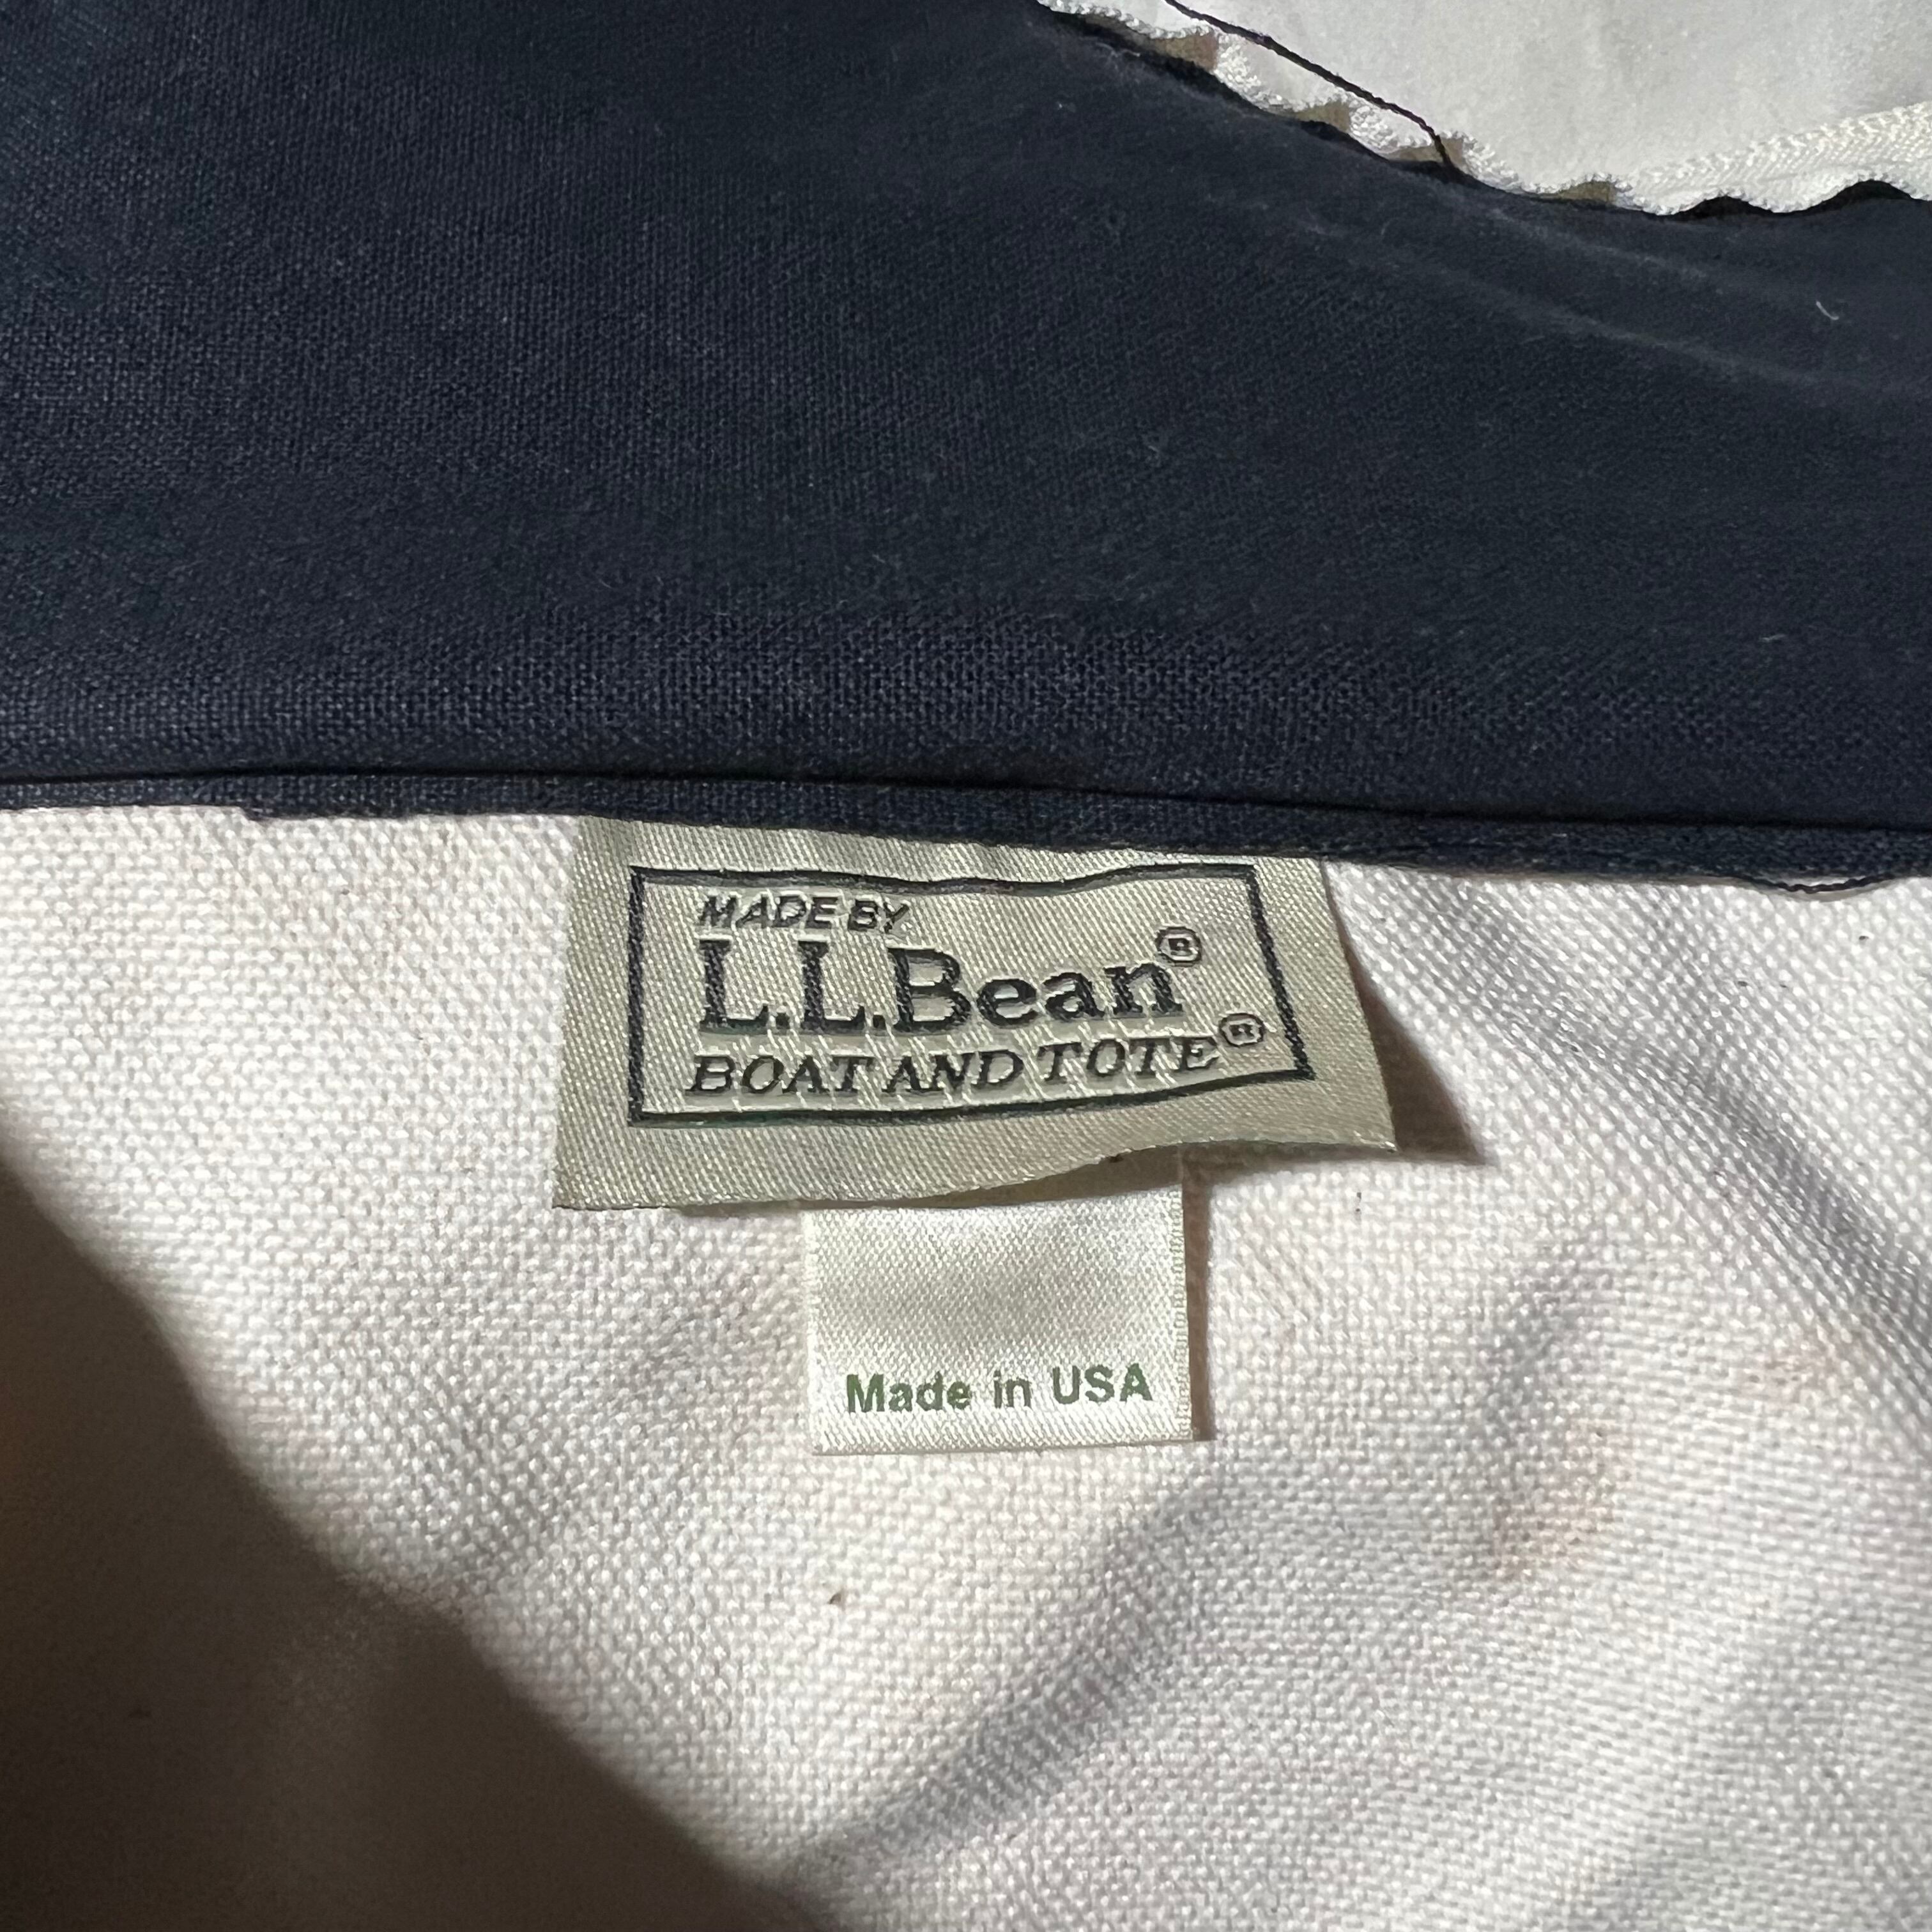 MADE BY
L.L.Bean®
BOAT AND TOTE®
Made in USA